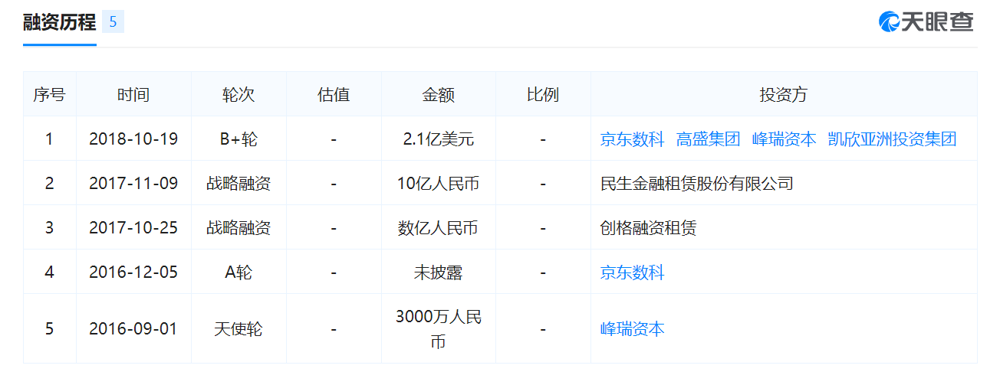 融资历程 5 天眼查
序号 时间 轮次 估值 金额 比例 投资方
1 2018-10-19 B+轮 - 2.1亿美元 - 京东数科 高盛集团 峰瑞资本 凯欣亚洲投资集团
2 2017-11-09 战略融资 - 10亿人民币 - 民生金融租赁股份有限公司
3 2017-10-25 战略融资 - 数亿人民币 - 创格融资租赁
4 2016-12-05 A轮 - 未披露 - 京东数科
5 2016-09-01 天使轮 - 3000万人民 - 峰瑞资本
币